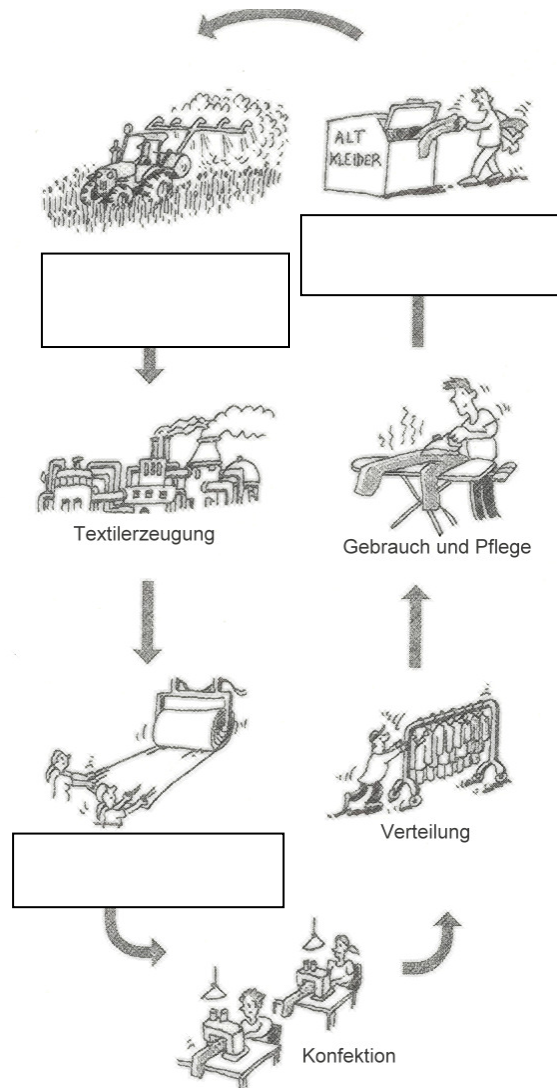 ALT
KLEIDER
Textilerzeugung
Gebrauch und Pflege
Verteilung
Konfektion